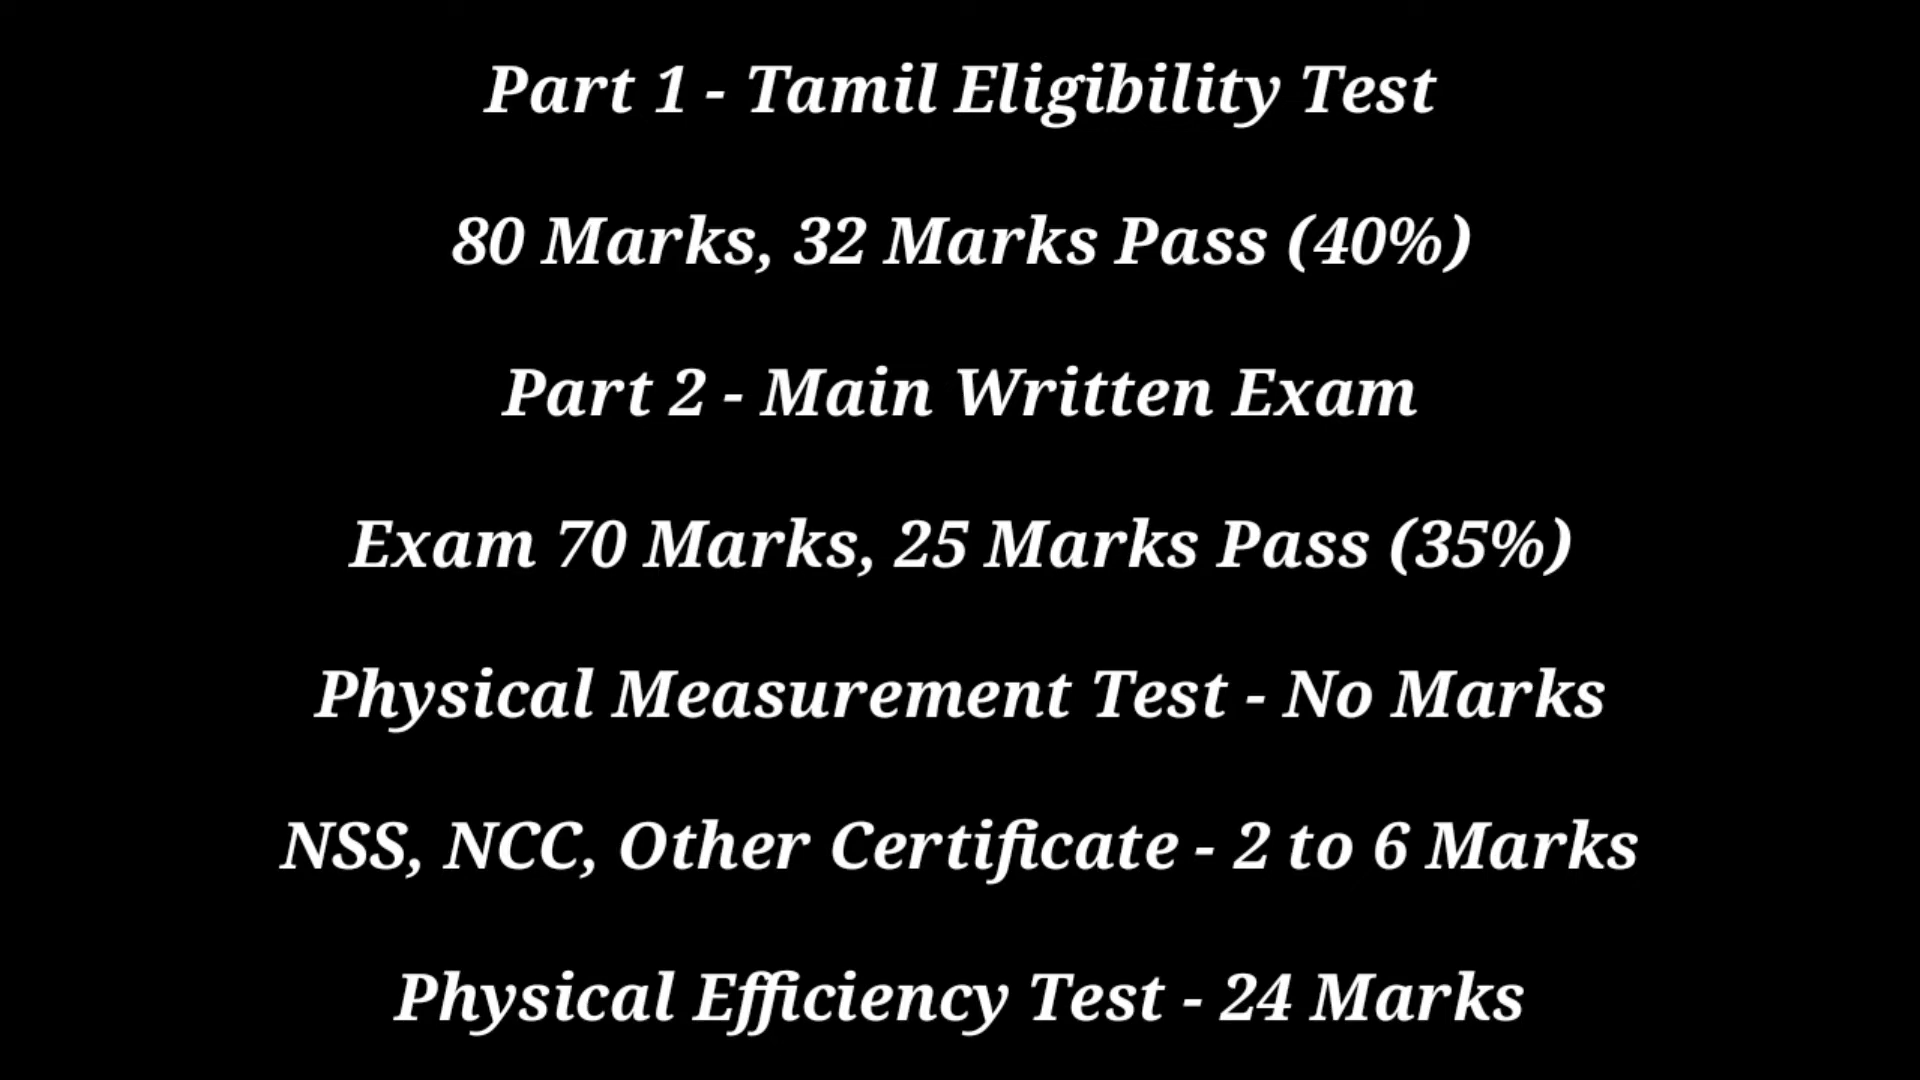 Part 1 - Tamil Eligibility Test
80 Marks, 32 Marks Pass (40%)
Part 2 - Main Written Exam
Exam 70 Marks, 25 Marks Pass (35%)
Physical Measurement Test - No Marks
NSS, NCC, Other Certificate - 2 to 6 Marks
Physical Efficiency Test - 24 Marks